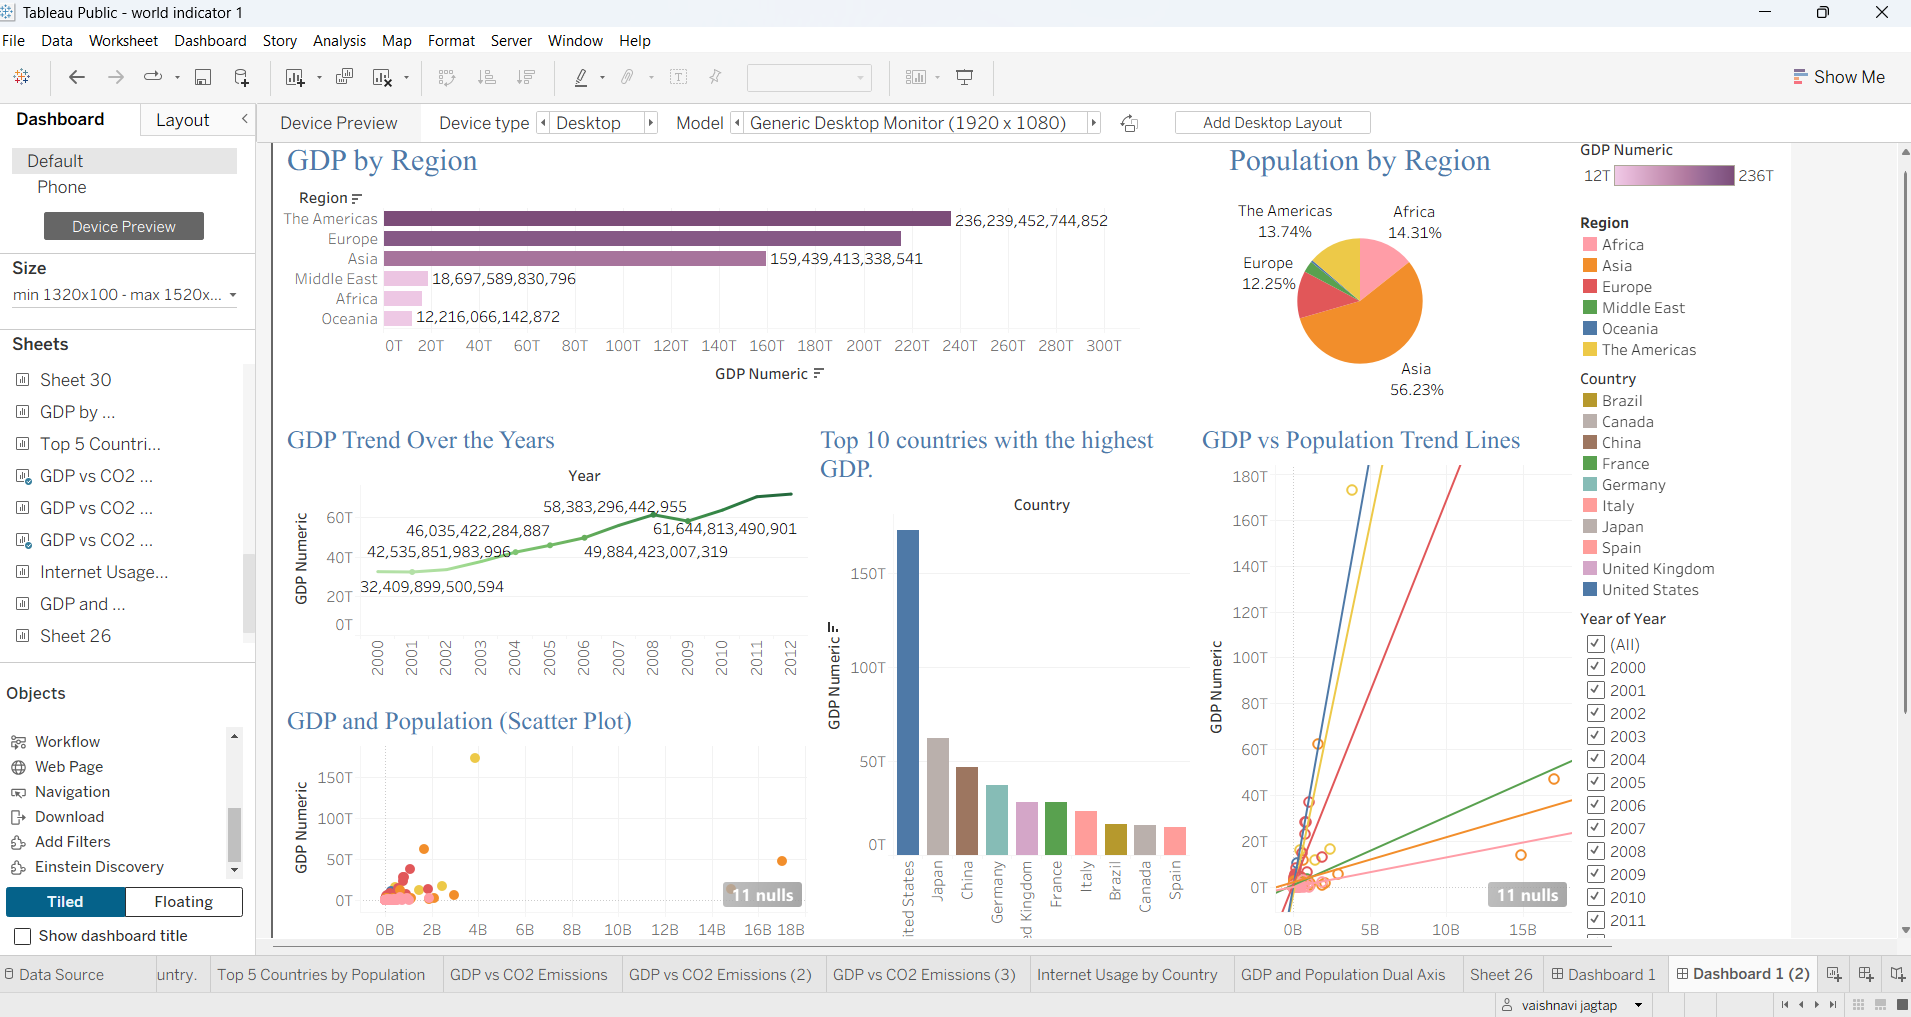 Tableau Public - world indicator 1
File Data Worksheet Dashboard Story Analysis Map Format Server Window Help
Show Me
Dashboard Layout
Device Preview Device type Desktop Model Generic Desktop Monitor (1920 x 1080) Add Desktop Layout
Default
Phone
Device Preview
Size
min 1320x100 - max 1520x...
Sheets
Sheet 30
GDP by ...
Top 5 Countri...
GDP vs CO2 ...
GDP vs CO2 ...
GDP vs CO2 ...
Internet Usage...
GDP and ...
Sheet 26
Objects
Workflow
Web Page
Navigation
Download
Add Filters
Einstein Discovery
Tiled Floating
Show dashboard title
GDP by Region
Region
The Americas 236,239,452,744,852
Europe
Asia 159,439,413,338,541
Middle East 18,697,589,830,796
Africa
Oceania 12,216,066,142,872
0T 20T 40T 60T 80T 100T 120T 140T 160T 180T 200T 220T 240T 260T 280T 300T
GDP Numeric
Population by Region
The Americas
13.74%
Africa
14.31%
Europe
12.25%
Asia
56.23%
GDP Numeric
12T 236T
Region
Africa
Asia
Europe
Middle East
Oceania
The Americas
Country
Brazil
Canada
China
France
Germany
Italy
Japan
Spain
United Kingdom
United States
Year of Year
(All)
2000
2001
2002
2003
2004
2005
2006
2007
2008
2009
2010
2011
GDP Trend Over the Years
Year
GDP Numeric
60T
40T
20T
0T
58,383,296,442,955
46,035,422,284,887
61,644,813,490,901
42,535,851,983,996
49,884,423,007,319
32,409,899,500,594
2000 2001 2002 2003 2004 2005 2006 2007 2008 2009 2010 2011 2012
Top 10 countries with the highest
GDP.
Country
GDP Numeric
150T
100T
50T
0T
ited States Japan China Germany ed Kingdom France Italy Brazil Canada Spain
GDP vs Population Trend Lines
GDP Numeric
180T
160T
140T
120T
100T
80T
60T
40T
20T
0T
11 nulls
0B 5B 10B 15B
GDP and Population (Scatter Plot)
GDP Numeric
150T
100T
50T
0T
11 nulls
0B 2B 4B 6B 8B 10B 12B 14B 16B 18B
Data Source untry. Top 5 Countries by Population GDP vs CO2 Emissions GDP vs CO2 Emissions (2) GDP vs CO2 Emissions (3) Internet Usage by Country GDP and Population Dual Axis Sheet 26 Dashboard 1 Dashboard 1 (2)
vaishnavi jagtap